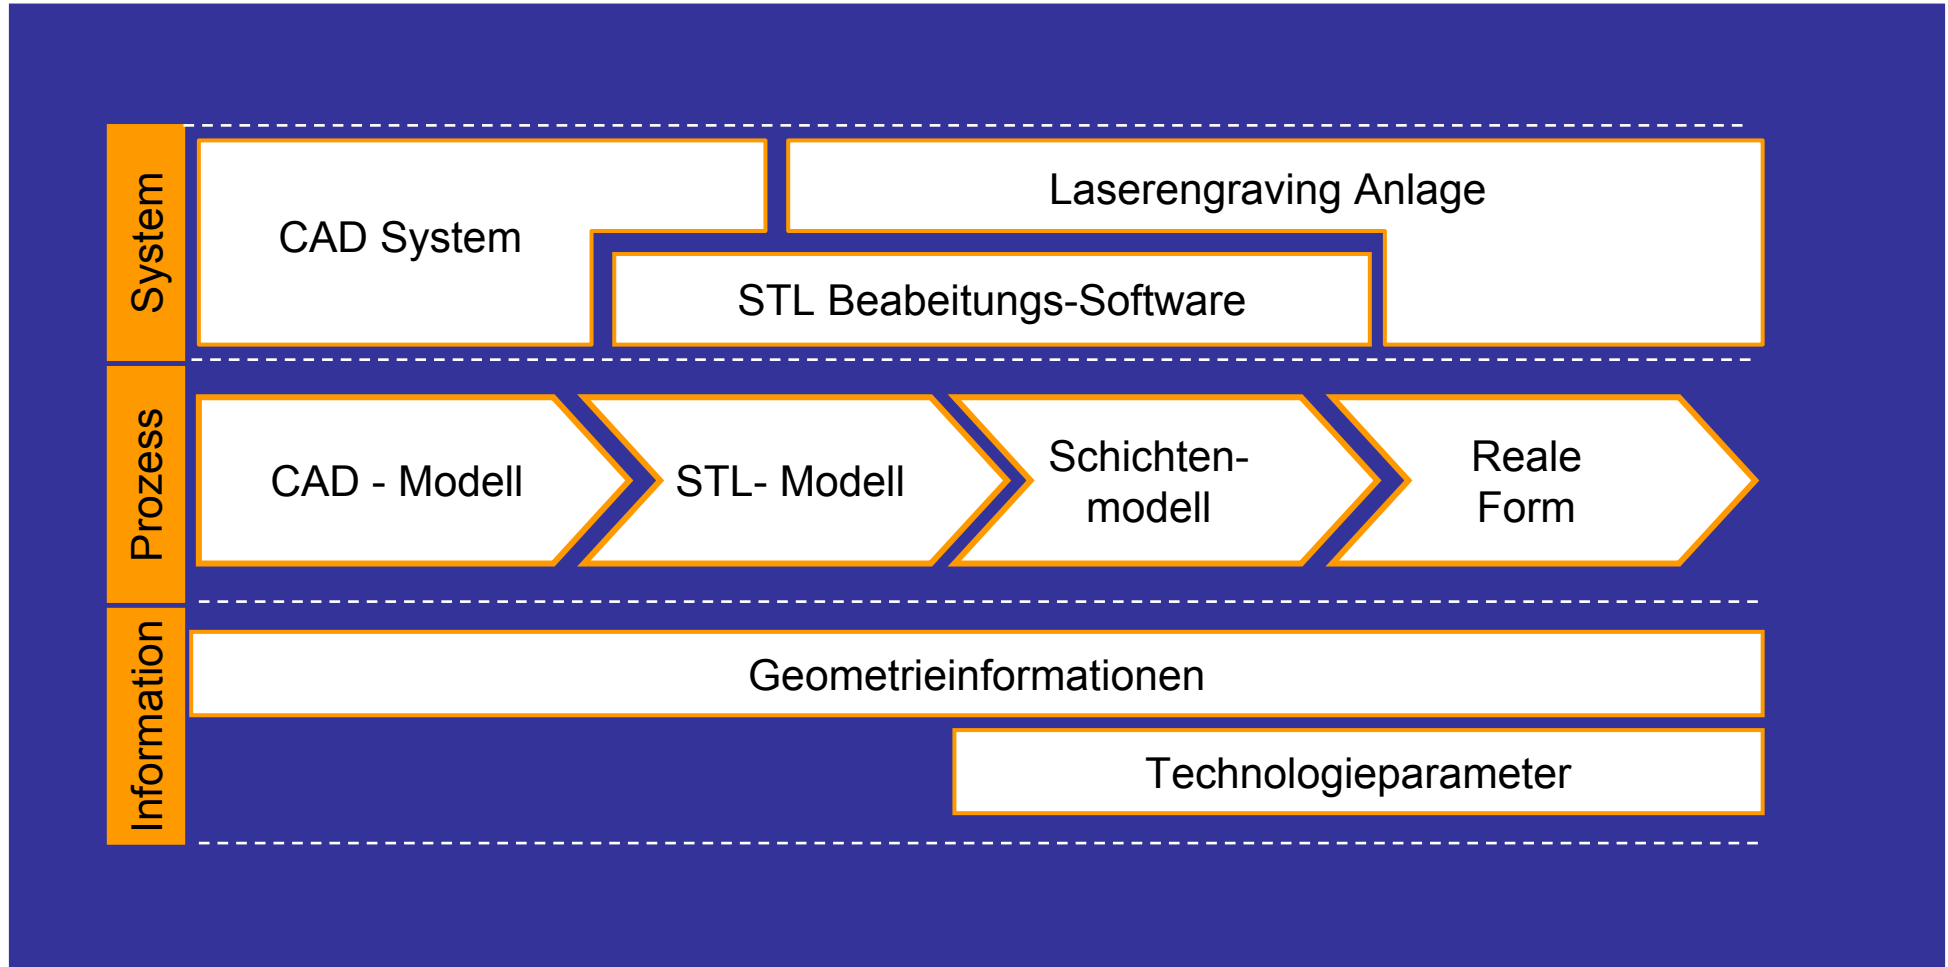 System
CAD System
Laserengraving Anlage
STL Beabeitungs-Software
Prozess
CAD - Modell
STL- Modell
Schichten-
modell
Reale
Form
Information
Geometrieinformationen
Technologieparameter